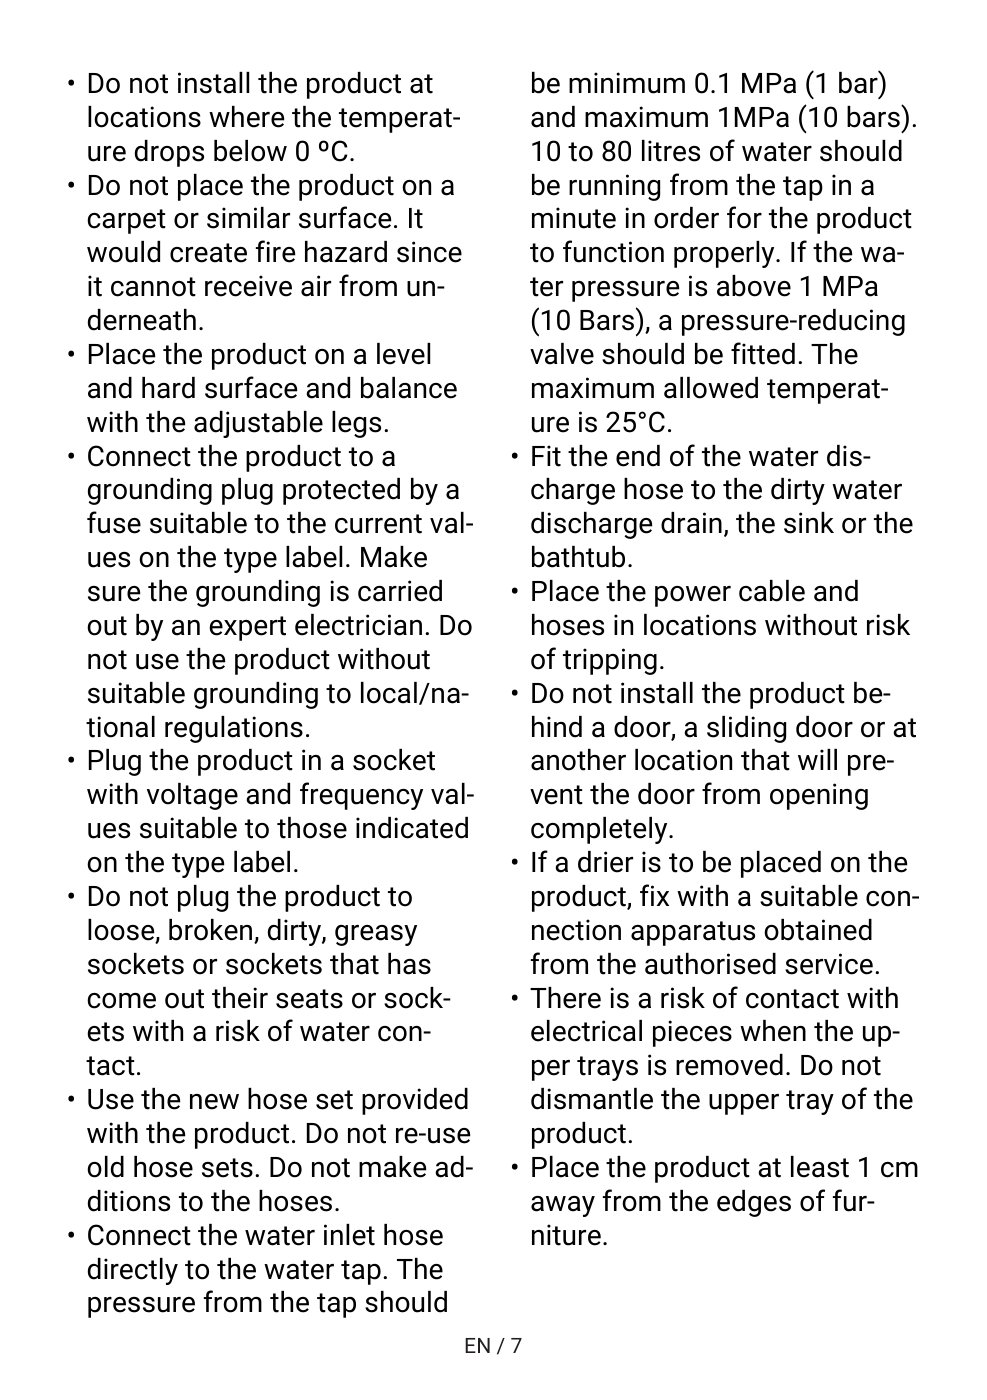 • Do not install the product at
locations where the temperat-
ure drops below 0 ºC.
• Do not place the product on a
carpet or similar surface. It
would create fire hazard since
it cannot receive air from un-
derneath.
• Place the product on a level
and hard surface and balance
with the adjustable legs.
• Connect the product to a
grounding plug protected by a
fuse suitable to the current val-
ues on the type label. Make
sure the grounding is carried
out by an expert electrician. Do
not use the product without
suitable grounding to local/na-
tional regulations.
• Plug the product in a socket
with voltage and frequency val-
ues suitable to those indicated
on the type label.
• Do not plug the product to
loose, broken, dirty, greasy
sockets or sockets that has
come out their seats or sock-
ets with a risk of water con-
tact.
• Use the new hose set provided
with the product. Do not re-use
old hose sets. Do not make ad-
ditions to the hoses.
• Connect the water inlet hose
directly to the water tap. The
pressure from the tap should
be minimum 0.1 MPa (1 bar)
and maximum 1MPa (10 bars).
10 to 80 litres of water should
be running from the tap in a
minute in order for the product
to function properly. If the wa-
ter pressure is above 1 MPa
(10 Bars), a pressure-reducing
valve should be fitted. The
maximum allowed temperat-
ure is 25°C.
• Fit the end of the water dis-
charge hose to the dirty water
discharge drain, the sink or the
bathtub.
• Place the power cable and
hoses in locations without risk
of tripping.
• Do not install the product be-
hind a door, a sliding door or at
another location that will pre-
vent the door from opening
completely.
• If a drier is to be placed on the
product, fix with a suitable con-
nection apparatus obtained
from the authorised service.
• There is a risk of contact with
electrical pieces when the up-
per trays is removed. Do not
dismantle the upper tray of the
product.
• Place the product at least 1 cm
away from the edges of fur-
niture.
EN / 7